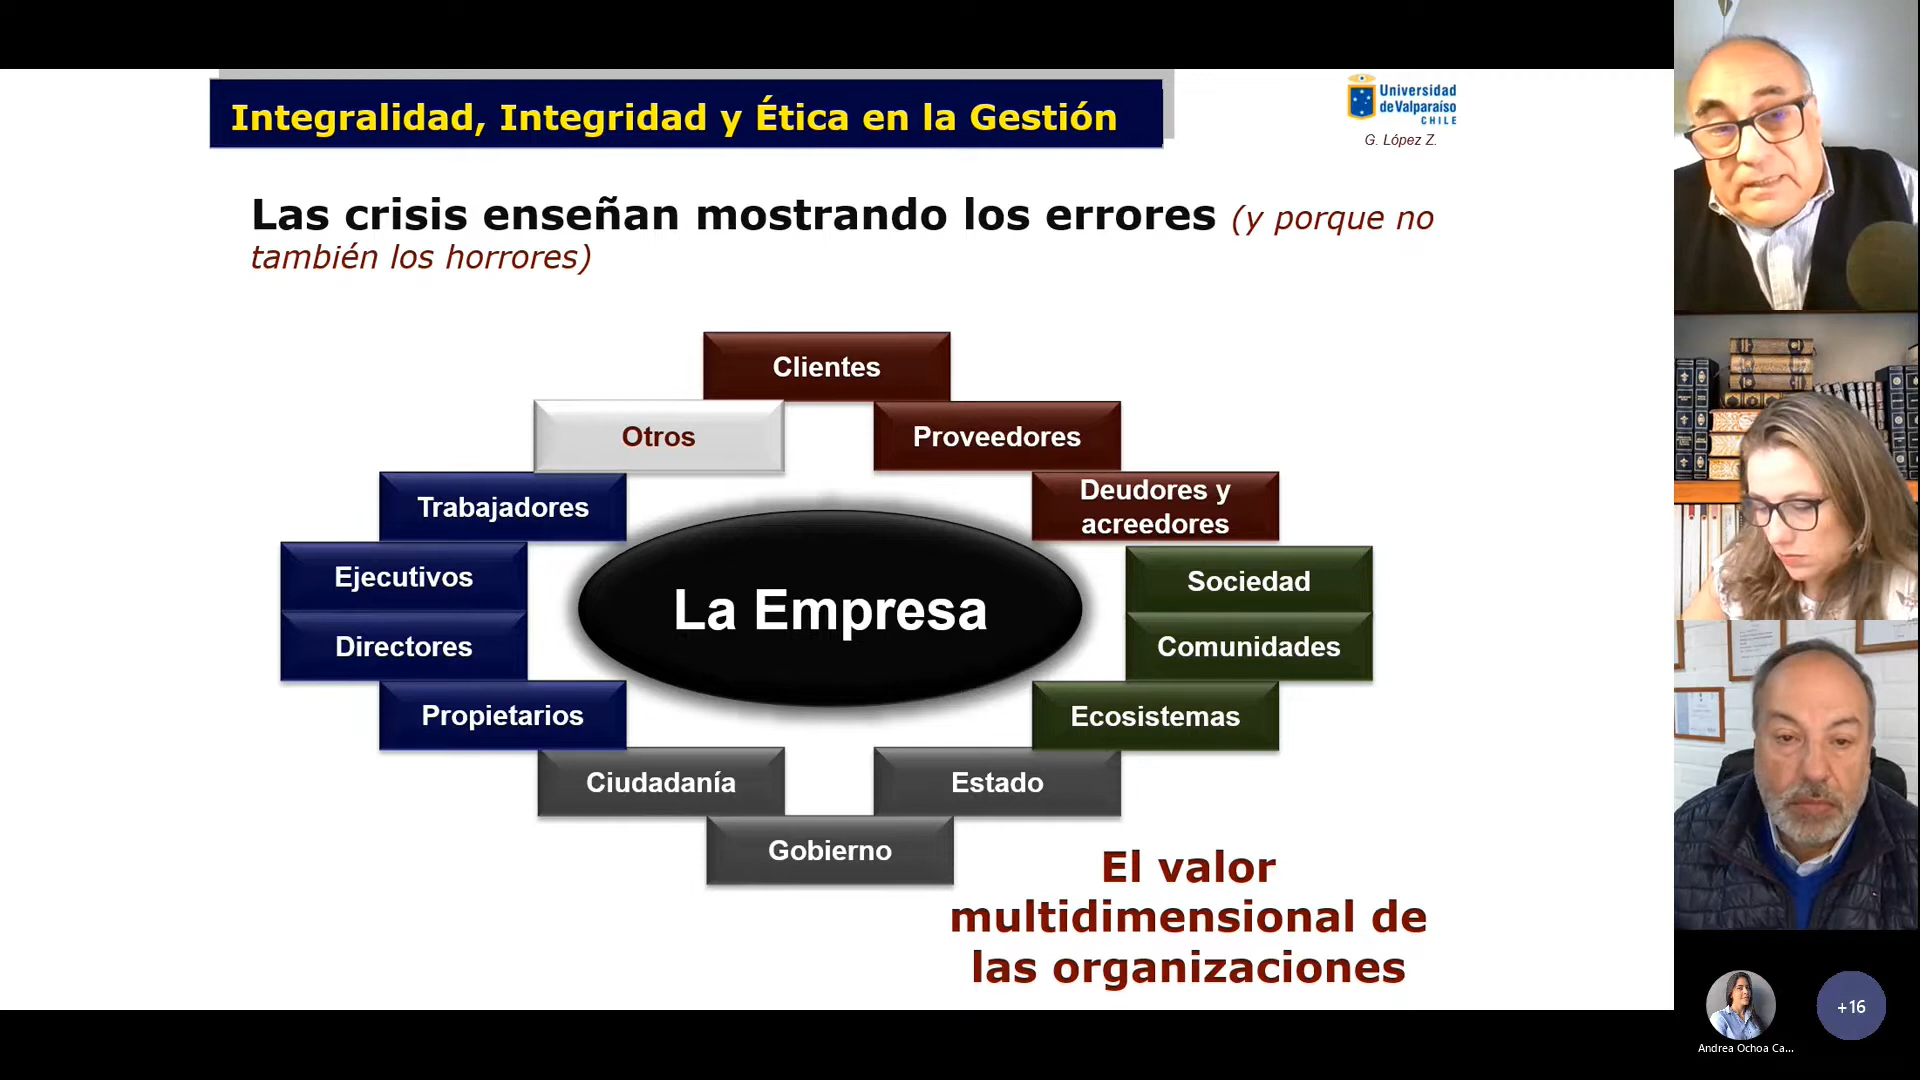 Integralidad, Integridad y Ética en la Gestión
Universidad
de Valparaíso
CHILE
G. López Z.
Las crisis enseñan mostrando los errores (y porque no
también los horrores)
Clientes
Otros
Proveedores
Trabajadores
Deudores y
acreedores
Ejecutivos
La Empresa
Sociedad
Directores
Comunidades
Propietarios
Ecosistemas
Ciudadanía
Estado
Gobierno
El valor
multidimensional de
las organizaciones
+16
Andrea Ochoa Ca...